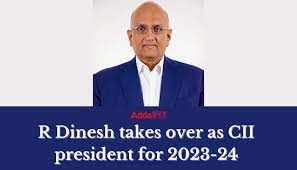 Adda247
R Dinesh takes over as CII
president for 2023-24